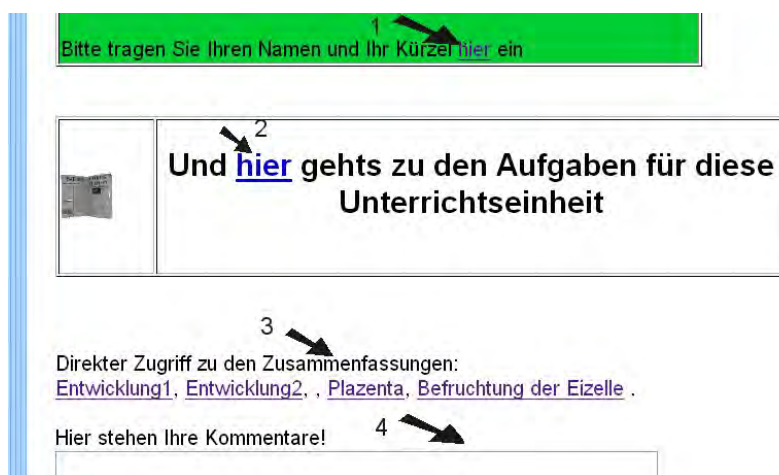 1
Bitte tragen Sie Ihren Namen und Ihr Kürzel hier ein
2
Und hier gehts zu den Aufgaben für diese
Unterrichtseinheit
3
Direkter Zugriff zu den Zusammenfassungen:
Entwicklung1, Entwicklung2, , Plazenta, Befruchtung der Eizelle .
4
Hier stehen Ihre Kommentare!